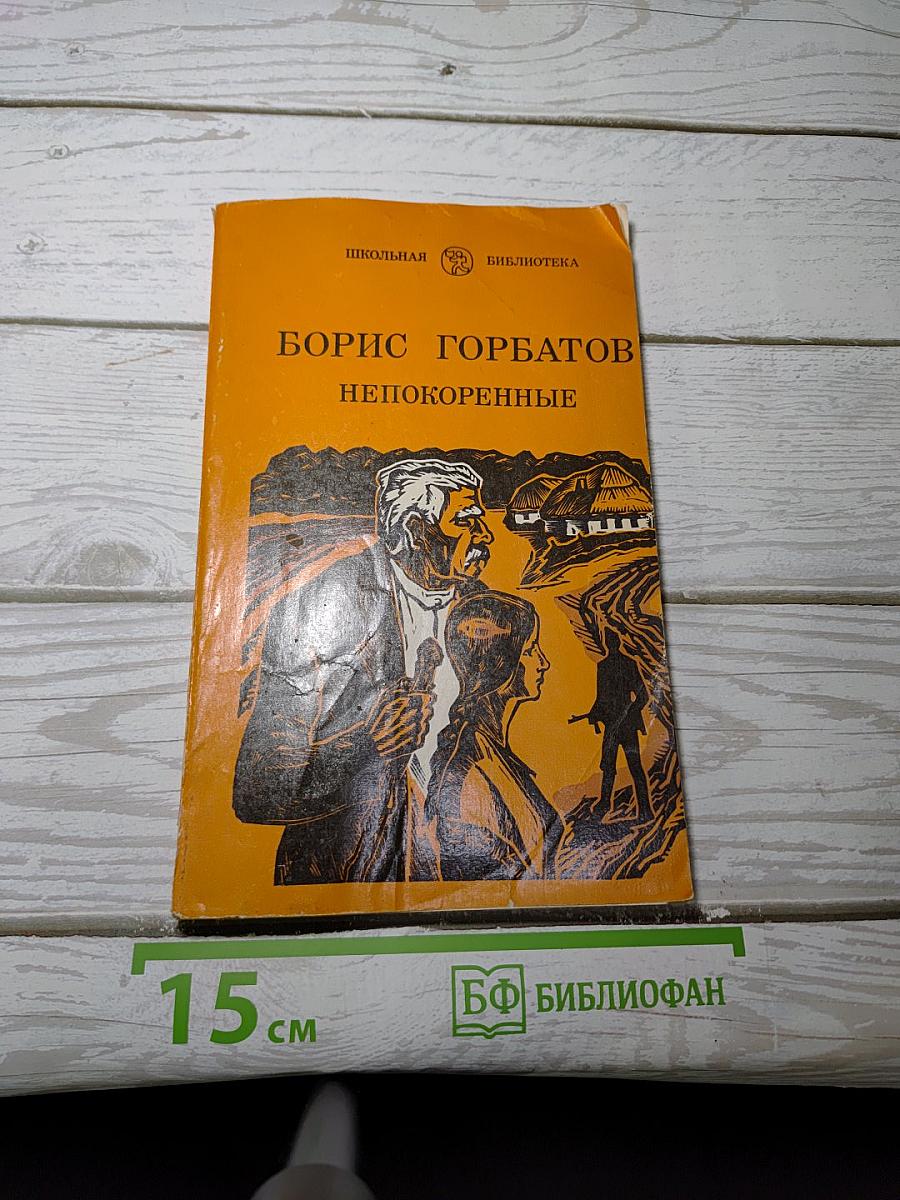 ШКОЛЬНАЯ БИБЛИОТЕКА
БОРИС ГОРБАТОВ
НЕПОКОРЕННЫЕ
15 см
БФ БИБЛИОФАН